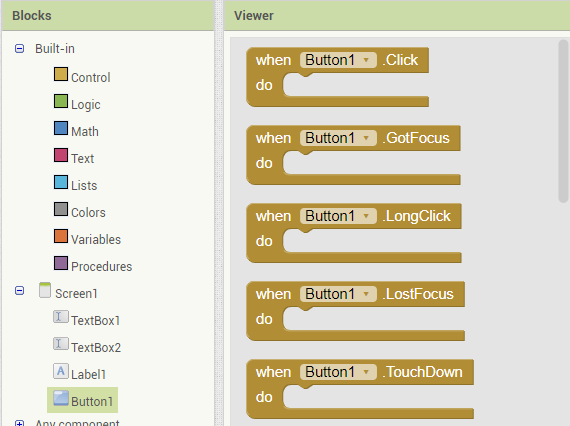 Blocks
Built-in
Control
Logic
Math
Text
Lists
Colors
Variables
Procedures
Screen1
TextBox1
TextBox2
A Label1
Button1
Any component
Viewer
when Button1 .Click
do
when Button1 .GotFocus
do
when Button1 .LongClick
do
when Button1 .LostFocus
do
when Button1 .TouchDown
do